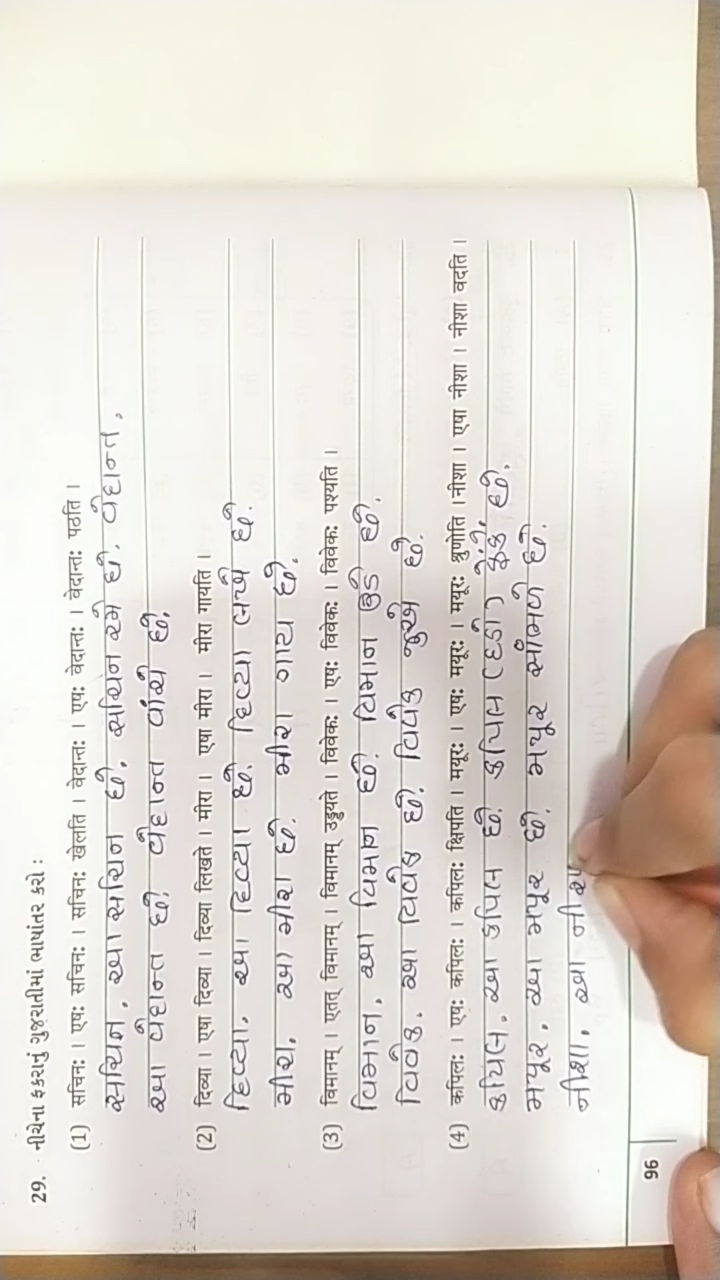 29. નીચેના ફકરાનું ગુજરાતીમાં ભાષાંતર કરો :
(1) सचिनः । एषः सचिनः । सचिनः खेलति । वेदान्तः । एषः वेदान्तः । वेदान्तः पठति ।
સચિન. આ સચિન છે. સચિન રમે છે. વેદાન્ત.
આ વેદાન્ત છે. વેદાન્ત વાંચે છે.
(2) दिव्या । एषा दिव्या । दिव्या लिखते । मीरा । एषा मीरा । मीरा गायति ।
દિવ્યા. આ દિવ્યા છે. દિવ્યા લખે છે.
મીરા. આ મીરા છે. મીરા ગાય છે.
(3) विमानम् । एतत् विमानम् । विमानम् उड्डयते । विवेकः । एषः विवेकः । विवेकः पश्यति ।
વિમાન. આ વિમાન છે. વિમાન ઉડે છે.
વિવેક. આ વિવેક છે. વિવેક જુએ છે.
(4) कपिलः । एषः कपिलः । कपिलः क्षिपति । मयूरः । एषः मयूरः । मयूरः श्रुणोति । नीशा । एषा नीशा । नीशा वदति ।
કપિલ. આ કપિલ છે. કપિલ (દડો) ફેંકે છે.
મયૂર. આ મયૂર છે. મયૂર સાંભળે છે.
નીશા. આ નીશા
96